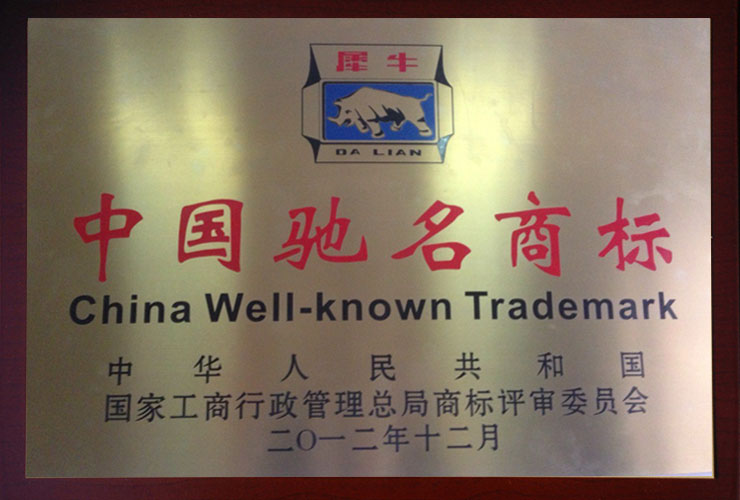 犀牛
DA LIAN
中国驰名商标
China Well-known Trademark
中华人民共和国
国家工商行政管理总局商标评审委员会
二〇一二年十二月